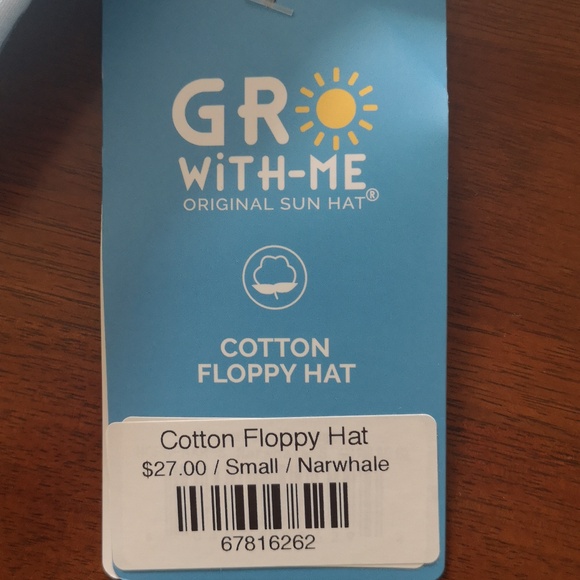 GRO
WiTH-ME®
ORIGINAL SUN HAT
COTTON
FLOPPY HAT
Cotton Floppy Hat
$27.00 / Small / Narwhale
67816262